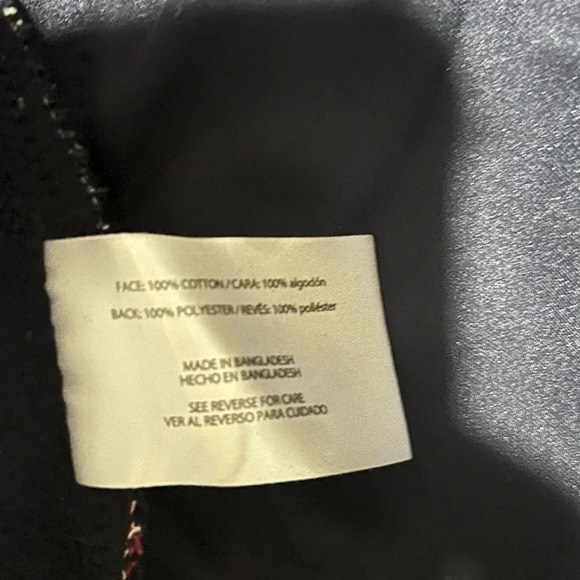 FACE: 100% COTTON / CARA: 100% algodón
BACK: 100% POLYESTER / REVÉS: 100% poliéster
MADE IN BANGLADESH
HECHO EN BANGLADESH
SEE REVERSE FOR CARE
VER AL REVERSO PARA CUIDADO